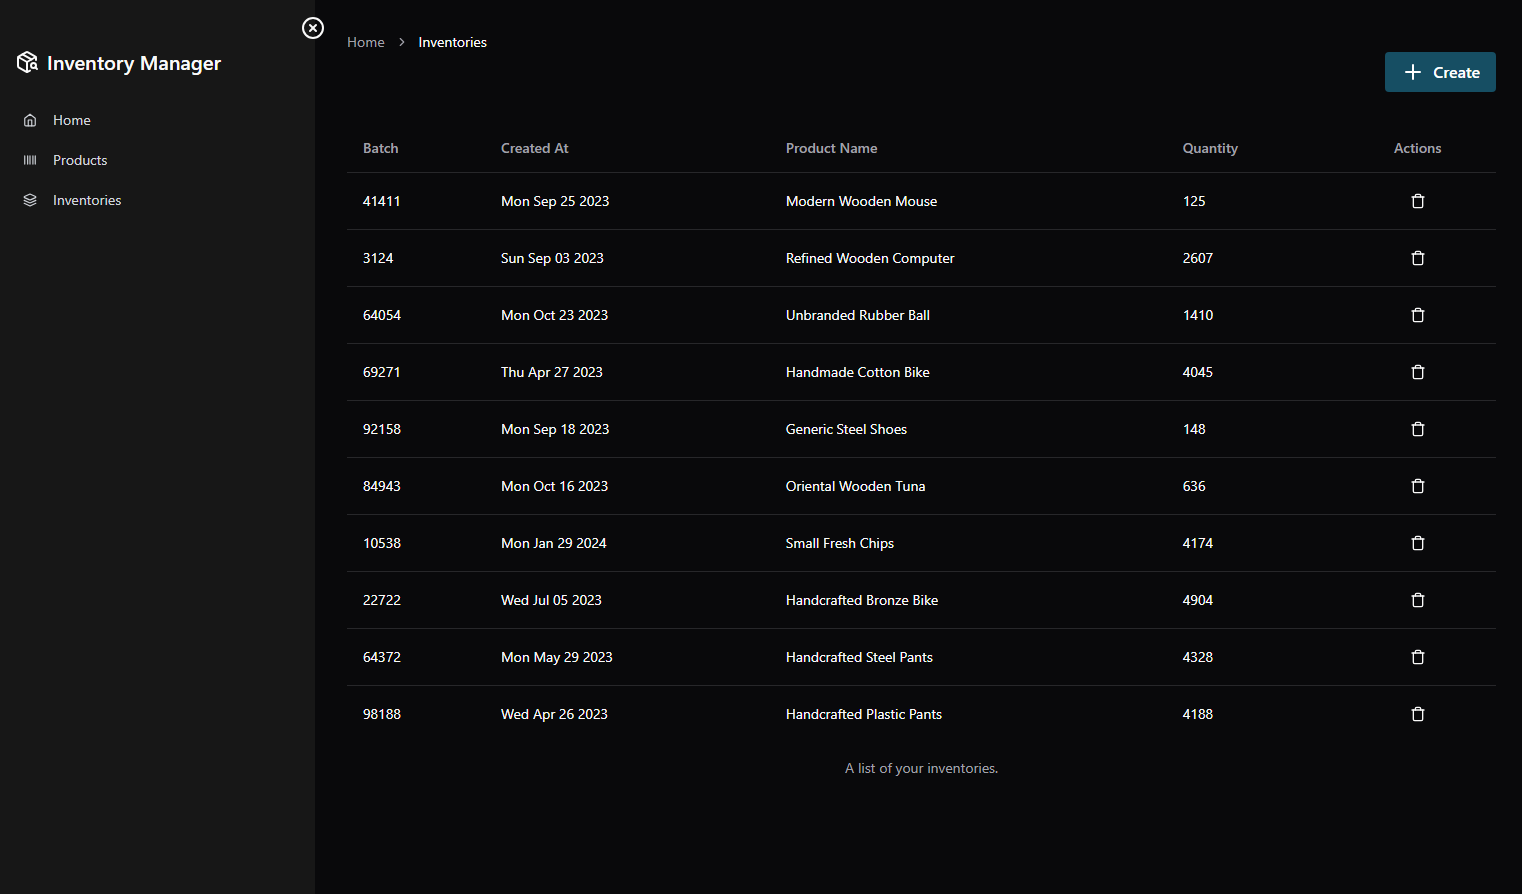 Inventory Manager
Home
Products
Inventories
Home > Inventories
Create
Batch Created At Product Name Quantity Actions
41411 Mon Sep 25 2023 Modern Wooden Mouse 125
3124 Sun Sep 03 2023 Refined Wooden Computer 2607
64054 Mon Oct 23 2023 Unbranded Rubber Ball 1410
69271 Thu Apr 27 2023 Handmade Cotton Bike 4045
92158 Mon Sep 18 2023 Generic Steel Shoes 148
84943 Mon Oct 16 2023 Oriental Wooden Tuna 636
10538 Mon Jan 29 2024 Small Fresh Chips 4174
22722 Wed Jul 05 2023 Handcrafted Bronze Bike 4904
64372 Mon May 29 2023 Handcrafted Steel Pants 4328
98188 Wed Apr 26 2023 Handcrafted Plastic Pants 4188
A list of your inventories.